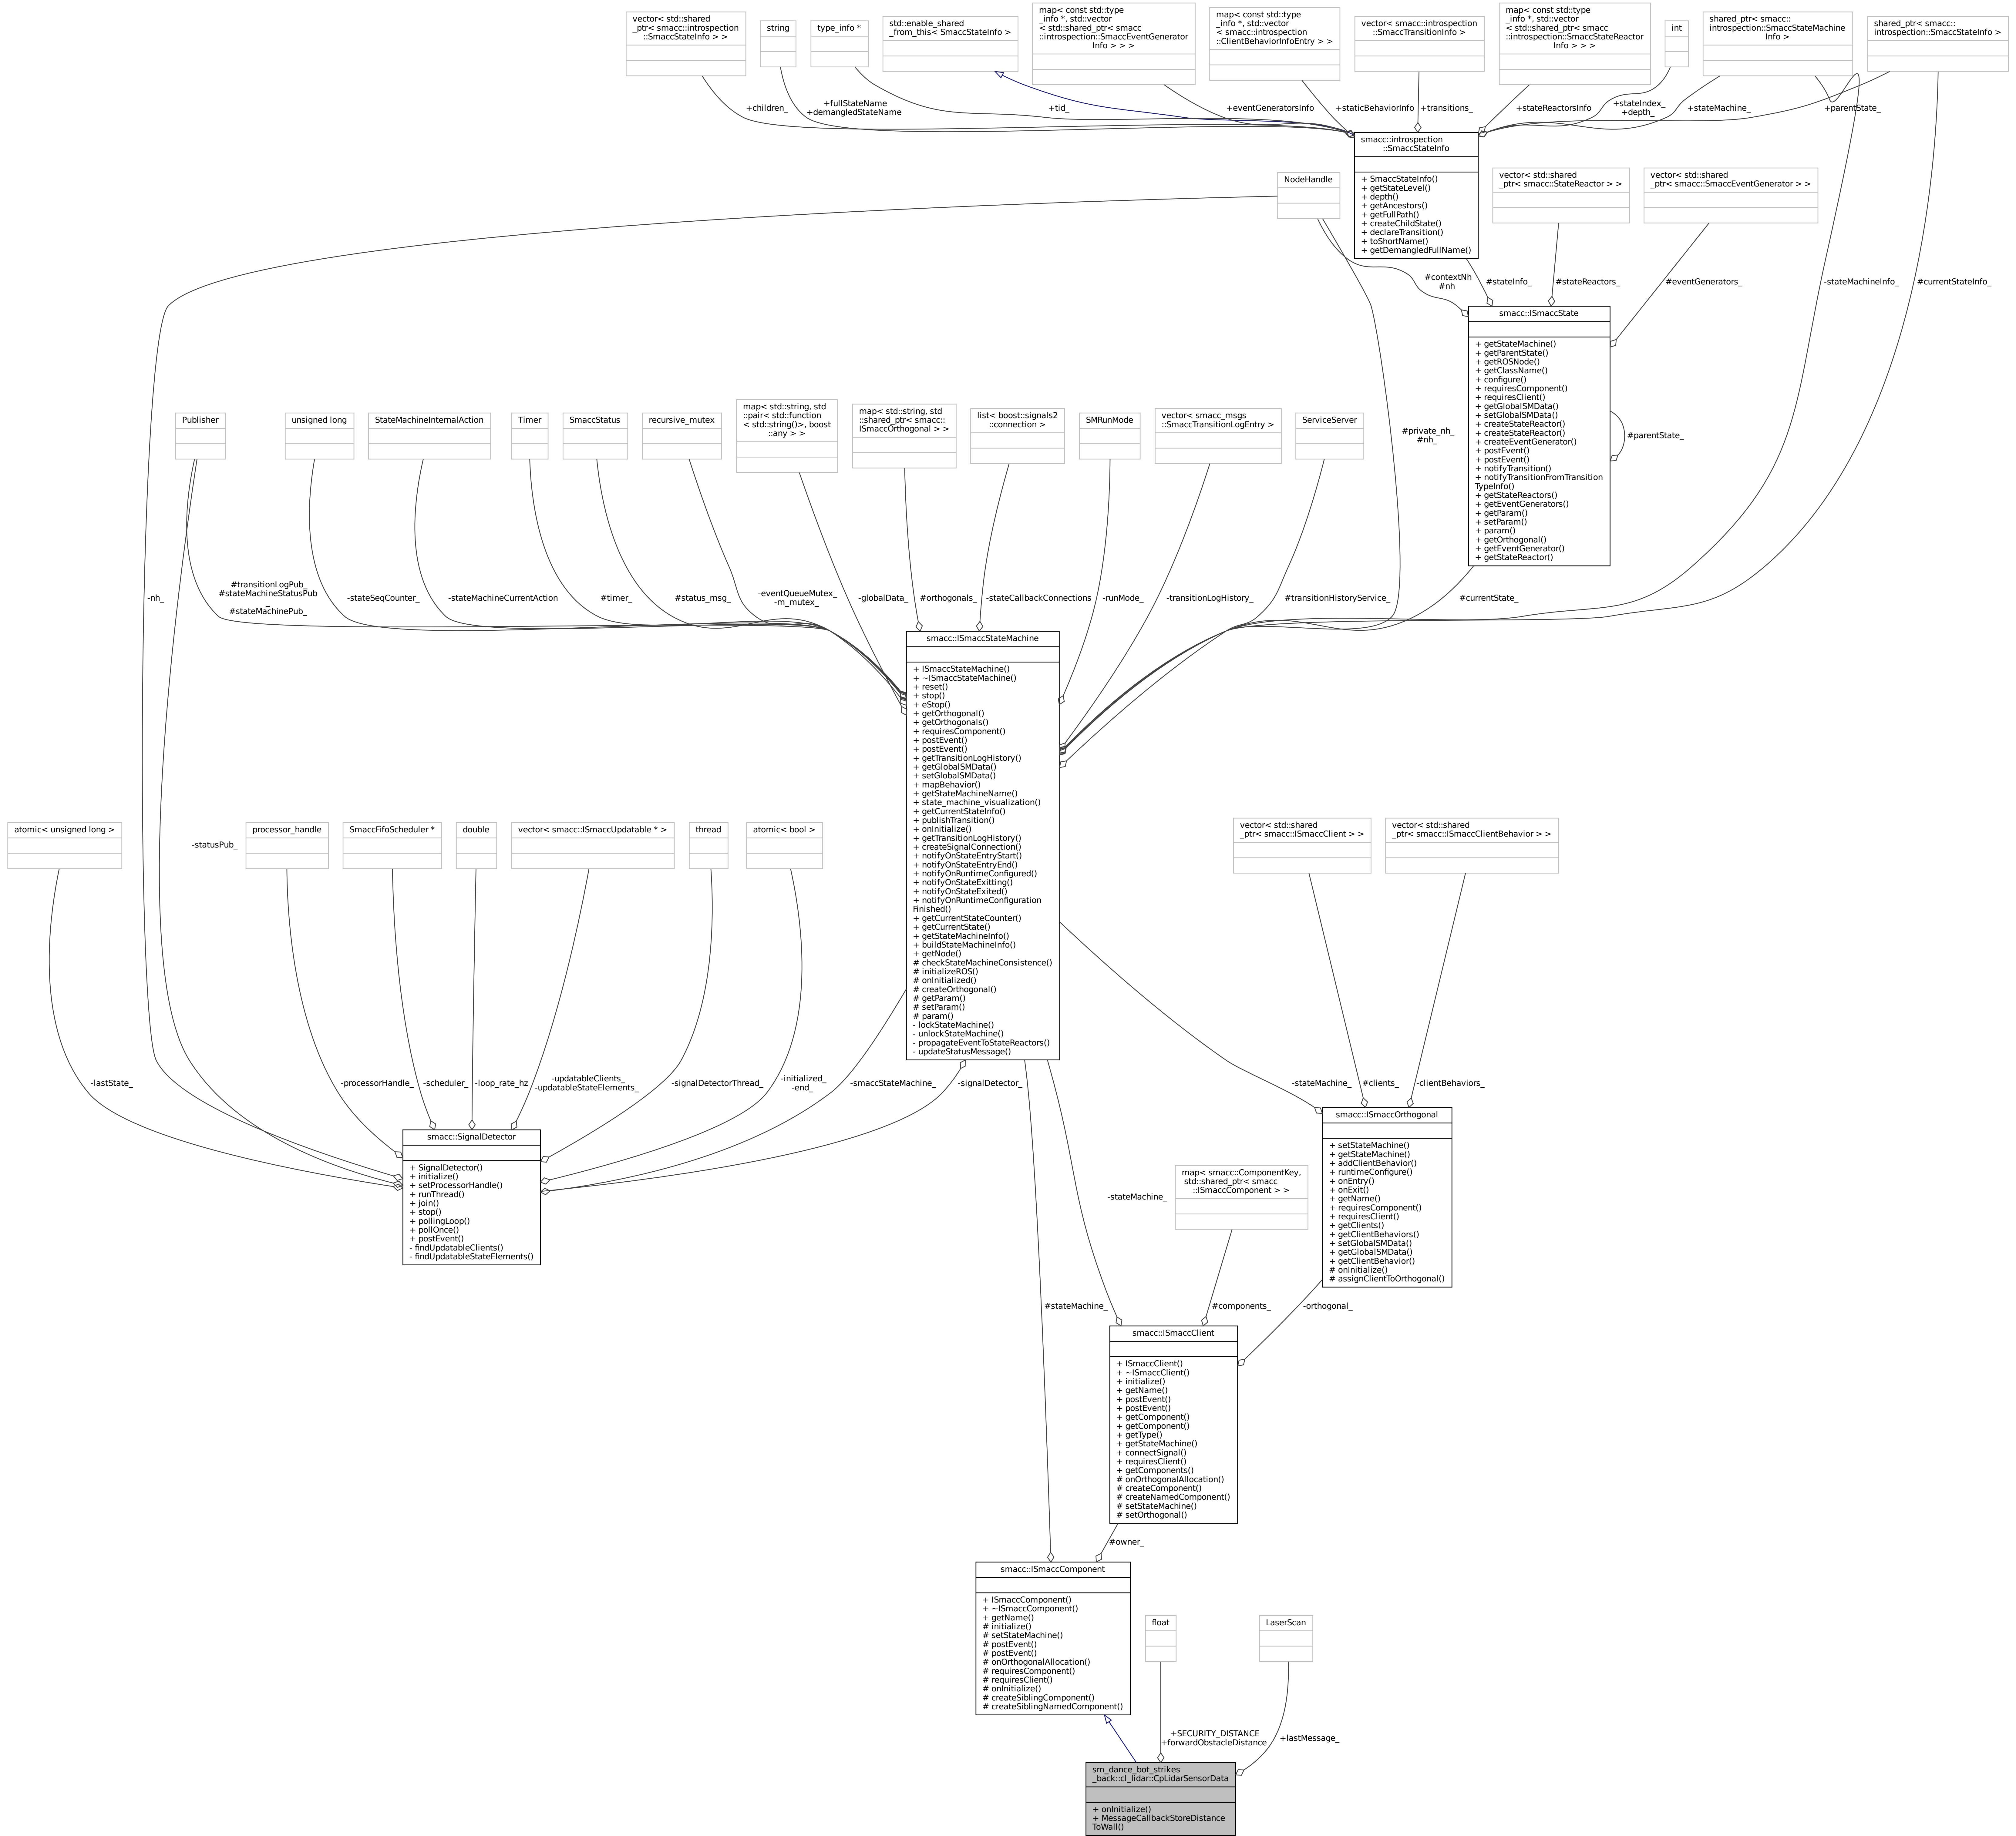 vector< std::shared
_ptr< smacc::introspection
::SmaccStateInfo > >
string
type_info *
std::enable_shared
_from_this< SmaccStateInfo >
map< const std::type
_info *, std::vector
< std::shared_ptr< smacc
::introspection::SmaccEventGenerator
Info > > >
map< const std::type
_info *, std::vector
< smacc::introspection
::ClientBehaviorInfoEntry > >
vector< smacc::introspection
::SmaccTransitionInfo >
map< const std::type
_info *, std::vector
< std::shared_ptr< smacc
::introspection::SmaccStateReactor
Info > > >
int
shared_ptr< smacc::
introspection::SmaccStateMachine
Info >
shared_ptr< smacc::
introspection::SmaccStateInfo >
+children_
+fullStateName
+demangledStateName
+tid_
+eventGeneratorsInfo
+staticBehaviorInfo
+transitions_
+stateReactorsInfo
+stateIndex_
+depth_
+stateMachine_
+parentState_
smacc::introspection
::SmaccStateInfo
+ SmaccStateInfo()
+ getStateLevel()
+ depth()
+ getAncestors()
+ getFullPath()
+ createChildState()
+ declareTransition()
+ toShortName()
+ getDemangledFullName()
NodeHandle
vector< std::shared
_ptr< smacc::StateReactor > >
vector< std::shared
_ptr< smacc::SmaccEventGenerator > >
#contextNh
#nh
#stateInfo_
#stateReactors_
#eventGenerators_
-stateMachineInfo_
#currentStateInfo_
smacc::ISmaccState
+ getStateMachine()
+ getParentState()
+ getROSNode()
+ getClassName()
+ configure()
+ requiresComponent()
+ requiresClient()
+ getGlobalSMData()
+ setGlobalSMData()
+ createStateReactor()
+ createStateReactor()
+ createEventGenerator()
+ postEvent()
+ postEvent()
+ notifyTransition()
+ notifyTransitionFromTransition
TypeInfo()
+ getStateReactors()
+ getEventGenerators()
+ getParam()
+ setParam()
+ param()
+ getOrthogonal()
+ getEventGenerator()
+ getStateReactor()
#parentState_
Publisher
unsigned long
StateMachineInternalAction
Timer
SmaccStatus
recursive_mutex
map< std::string, std
::pair< std::function
< std::string()>, boost
::any > >
map< std::string, std
::shared_ptr< smacc::
ISmaccOrthogonal > >
list< boost::signals2
::connection >
SMRunMode
vector< smacc_msgs
::SmaccTransitionLogEntry >
ServiceServer
#private_nh_
#nh_
-nh_
#transitionLogPub_
#stateMachineStatusPub
_
#stateMachinePub_
-stateSeqCounter_
-stateMachineCurrentAction
#timer_
#status_msg_
-eventQueueMutex_
-m_mutex_
-globalData_
#orthogonals_
-stateCallbackConnections
-runMode_
-transitionLogHistory_
#transitionHistoryService_
#currentState_
smacc::ISmaccStateMachine
+ ISmaccStateMachine()
+ ~ISmaccStateMachine()
+ reset()
+ stop()
+ eStop()
+ getOrthogonal()
+ getOrthogonals()
+ requiresComponent()
+ postEvent()
+ postEvent()
+ getTransitionLogHistory()
+ getGlobalSMData()
+ setGlobalSMData()
+ mapBehavior()
+ getStateMachineName()
+ state_machine_visualization()
+ getCurrentStateInfo()
+ publishTransition()
+ onInitialize()
+ getTransitionLogHistory()
+ createSignalConnection()
+ notifyOnStateEntryStart()
+ notifyOnStateEntryEnd()
+ notifyOnRuntimeConfigured()
+ notifyOnStateExitting()
+ notifyOnStateExited()
+ notifyOnRuntimeConfiguration
Finished()
+ getCurrentStateCounter()
+ getCurrentState()
+ getStateMachineInfo()
+ buildStateMachineInfo()
+ getNode()
# checkStateMachineConsistence()
# initializeROS()
# onInitialized()
# createOrthogonal()
# getParam()
# setParam()
# param()
- lockStateMachine()
- unlockStateMachine()
- propagateEventToStateReactors()
- updateStatusMessage()
atomic< unsigned long >
-statusPub_
processor_handle
SmaccFifoScheduler *
double
vector< smacc::ISmaccUpdatable * >
thread
atomic< bool >
vector< std::shared
_ptr< smacc::ISmaccClient > >
vector< std::shared
_ptr< smacc::ISmaccClientBehavior > >
-lastState_
-processorHandle_
-scheduler_
-loop_rate_hz
-updatableClients_
-updatableStateElements_
-signalDetectorThread_
-initialized_
-end_
-smaccStateMachine_
-signalDetector_
-stateMachine_
#clients_
-clientBehaviors_
smacc::SignalDetector
+ SignalDetector()
+ initialize()
+ setProcessorHandle()
+ runThread()
+ join()
+ stop()
+ pollingLoop()
+ pollOnce()
+ postEvent()
- findUpdatableClients()
- findUpdatableStateElements()
smacc::ISmaccOrthogonal
+ setStateMachine()
+ getStateMachine()
+ addClientBehavior()
+ runtimeConfigure()
+ onEntry()
+ onExit()
+ getName()
+ requiresComponent()
+ requiresClient()
+ getClients()
+ getClientBehaviors()
+ setGlobalSMData()
+ getGlobalSMData()
+ getClientBehavior()
# onInitialize()
# assignClientToOrthogonal()
-stateMachine_
map< smacc::ComponentKey,
std::shared_ptr< smacc
::ISmaccComponent > >
#stateMachine_
#components_
-orthogonal_
smacc::ISmaccClient
+ ISmaccClient()
+ ~ISmaccClient()
+ initialize()
+ getName()
+ postEvent()
+ postEvent()
+ getComponent()
+ getComponent()
+ getType()
+ getStateMachine()
+ connectSignal()
+ requiresClient()
+ getComponents()
# onOrthogonalAllocation()
# createComponent()
# createNamedComponent()
# setStateMachine()
# setOrthogonal()
#owner_
smacc::ISmaccComponent
+ ISmaccComponent()
+ ~ISmaccComponent()
+ getName()
# initialize()
# setStateMachine()
# postEvent()
# postEvent()
# onOrthogonalAllocation()
# requiresComponent()
# requiresClient()
# onInitialize()
# createSiblingComponent()
# createSiblingNamedComponent()
float
LaserScan
+SECURITY_DISTANCE
+forwardObstacleDistance
+lastMessage_
sm_dance_bot_strikes
_back::cl_lidar::CpLidarSensorData
+ onInitialize()
+ MessageCallbackStoreDistance
ToWall()